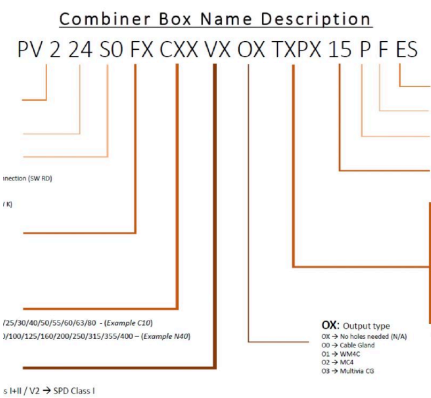 Combiner Box Name Description
PV 2 24 S0 FX CXX VX OX TXPX 15 P F ES
nnection (SW RD)
/ K)
/25/30/40/50/55/60/63/80 - (Example C10)
0/100/125/160/200/250/315/355/400 – (Example N40)
OX: Output type
OX → No holes needed (N/A)
O0 → Cable Gland
O1 → WM4C
O2 → MC4
O3 → Multivia CG
s I+II / V2 → SPD Class I